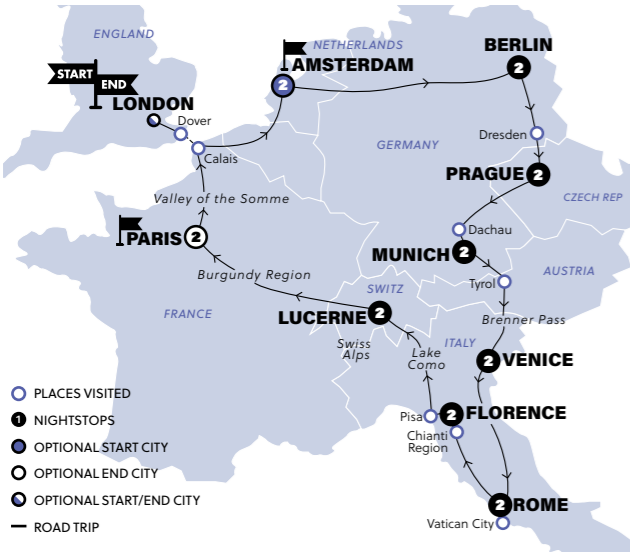 ENGLAND
NETHERLANDS
BERLIN
2
START
END
AMSTERDAM
2
LONDON
Dover
Calais
Dresden
GERMANY
PRAGUE
2
CZECH REP
Valley of the Somme
PARIS
2
Dachau
MUNICH
2
AUSTRIA
Tyrol
Burgundy Region
SWITZ
FRANCE
LUCERNE
2
Brenner Pass
Swiss
Alps
Lake
Como
ITALY
2
VENICE
PLACES VISITED
1
NIGHTSTOPS
OPTIONAL START CITY
OPTIONAL END CITY
OPTIONAL START/END CITY
ROAD TRIP
Pisa
2
FLORENCE
Chianti
Region
2
ROME
Vatican City